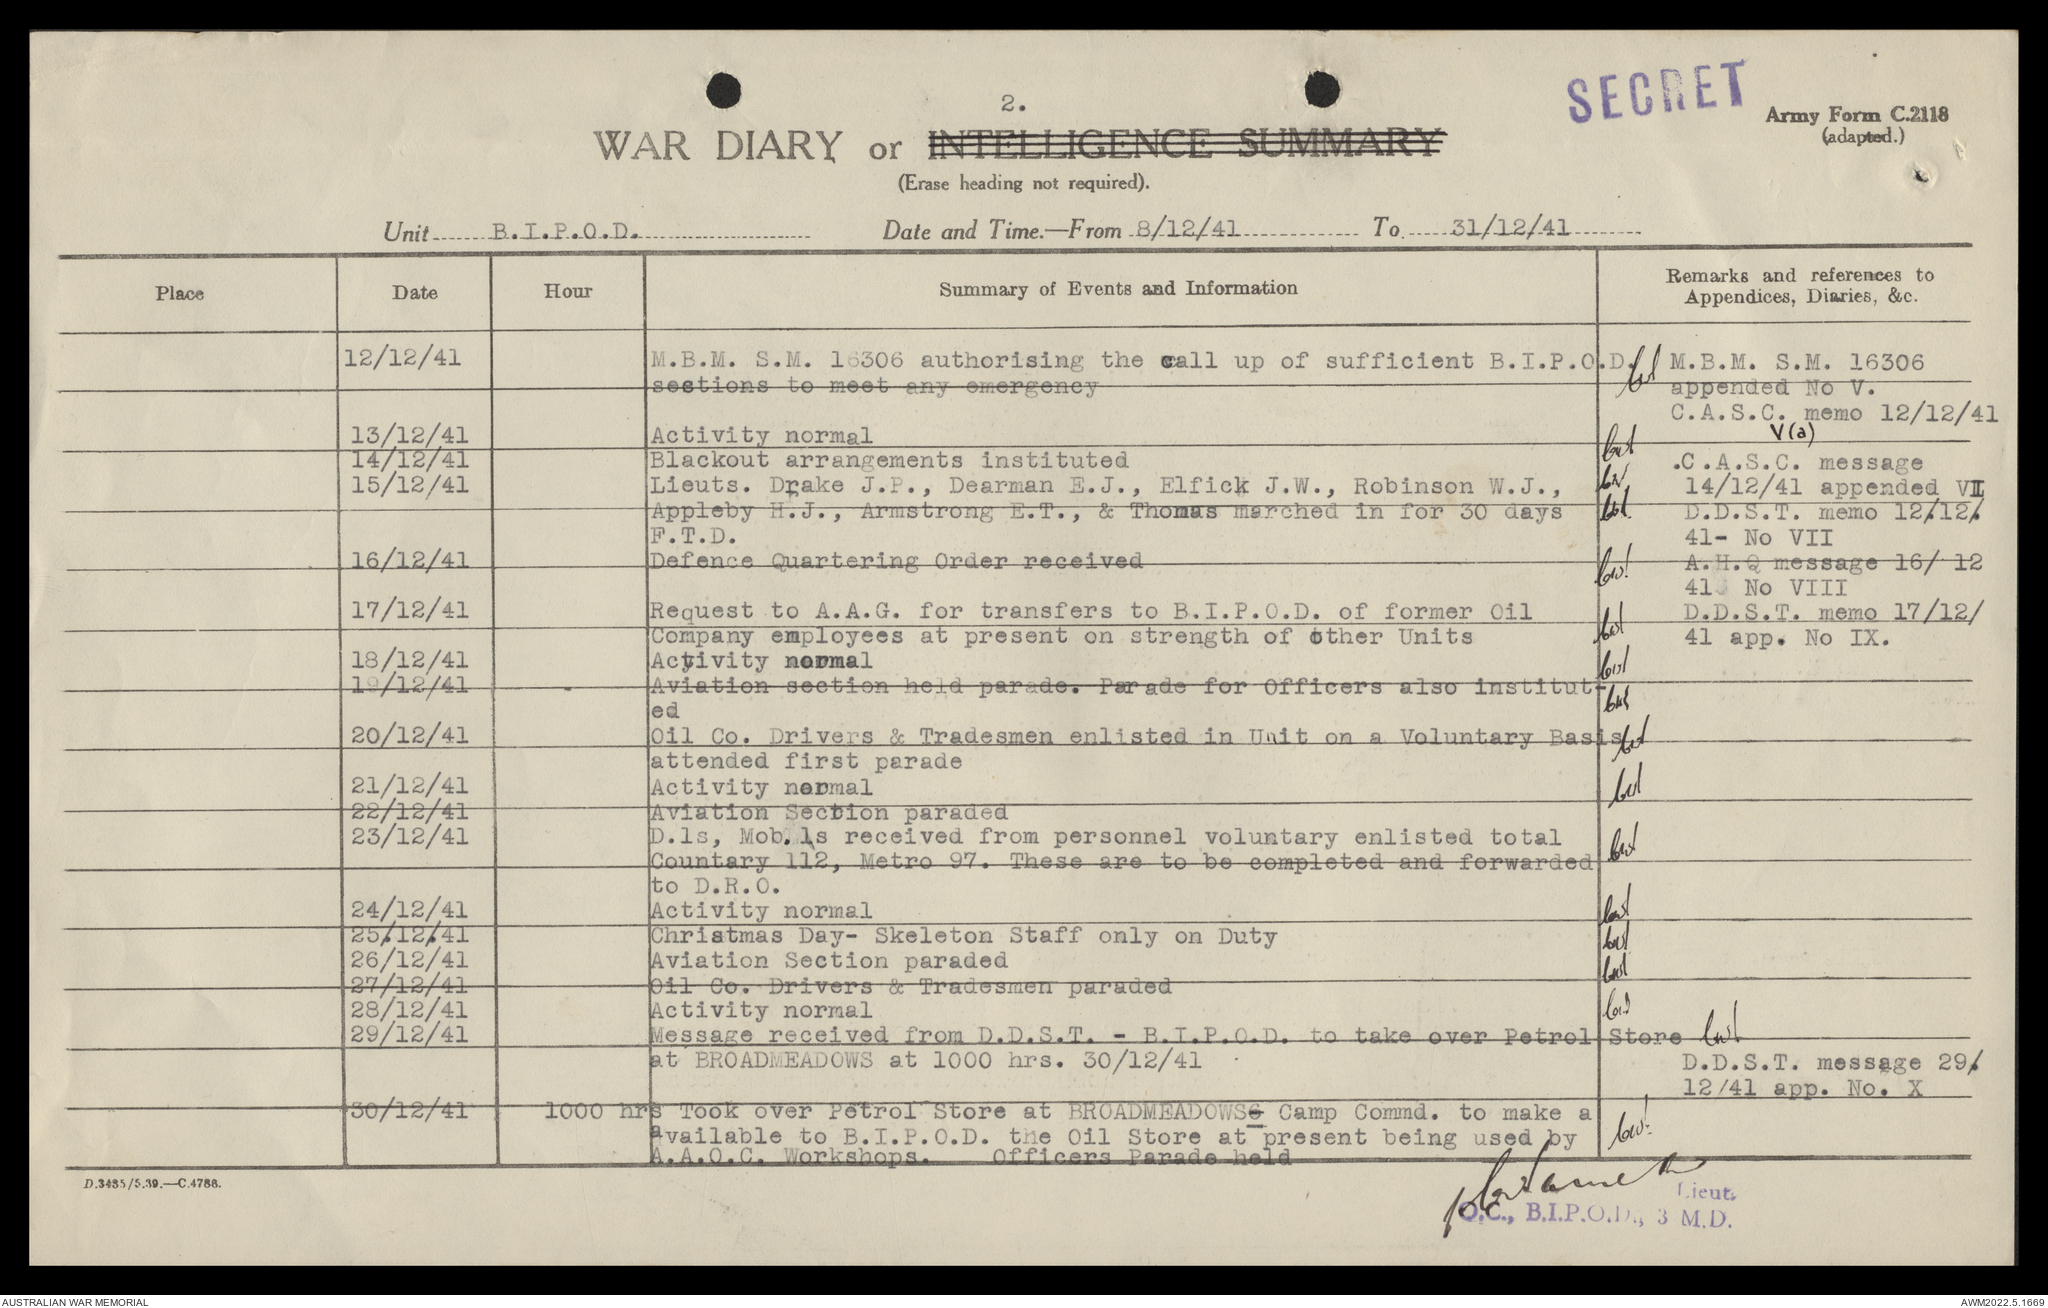 2.
SECRET
Army Form C.2118
(adapted.)
WAR DIARY or INTELLIGENCE SUMMARY
(Erase heading not required).
Unit B.I.P.O.D. Date and Time.—From 8/12/41 To 31/12/41
Place Date Hour Summary of Events and Information Remarks and references to
Appendices, Diaries, &c.
12/12/41 M.B.M. S.M. 16306 authorising the call up of sufficient B.I.P.O.D. M.B.M. S.M. 16306
sections to meet any emergency appended No V.
C.A.S.C. memo 12/12/41
13/12/41 Activity normal V(a)
14/12/41 Blackout arrangements instituted .C.A.S.C. message
15/12/41 Lieuts. Drake J.P., Dearman E.J., Elfick J.W., Robinson W.J., 14/12/41 appended VI
Appleby H.J., Armstrong E.T., & Thomas marched in for 30 days D.D.S.T. memo 12/12/
F.T.D. 41- No VII
16/12/41 Defence Quartering Order received A.H.Q message 16/ 12
41 No VIII
17/12/41 Request to A.A.G. for transfers to B.I.P.O.D. of former Oil D.D.S.T. memo 17/12/
Company employees at present on strength of other Units 41 app. No IX.
18/12/41 Activity normal
19/12/41 Aviation section held parade. Parade for Officers also institut-
ed
20/12/41 Oil Co. Drivers & Tradesmen enlisted in Unit on a Voluntary Basis
attended first parade
21/12/41 Activity normal
22/12/41 Aviation Section paraded
23/12/41 D.1s, Mob.1s received from personnel voluntary enlisted total
Countary 112, Metro 97. These are to be completed and forwarded
to D.R.O.
24/12/41 Activity normal
25/12/41 Christmas Day- Skeleton Staff only on Duty
26/12/41 Aviation Section paraded
27/12/41 Oil Co. Drivers & Tradesmen paraded
28/12/41 Activity normal
29/12/41 Message received from D.D.S.T. - B.I.P.O.D. to take over Petrol Store
at BROADMEADOWS at 1000 hrs. 30/12/41 D.D.S.T. message 29/
12/41 app. No. X
30/12/41 1000 hrs Took over Petrol Store at BROADMEADOWS Camp Commd. to make a
available to B.I.P.O.D. the Oil Store at present being used by
A.A.O.C. Workshops. Officers Parade held
D.3485/5.39.—C.4788.
Lieut.
O.C., B.I.P.O.D., 3 M.D.
AUSTRALIAN WAR MEMORIAL AWM2022.5.1669